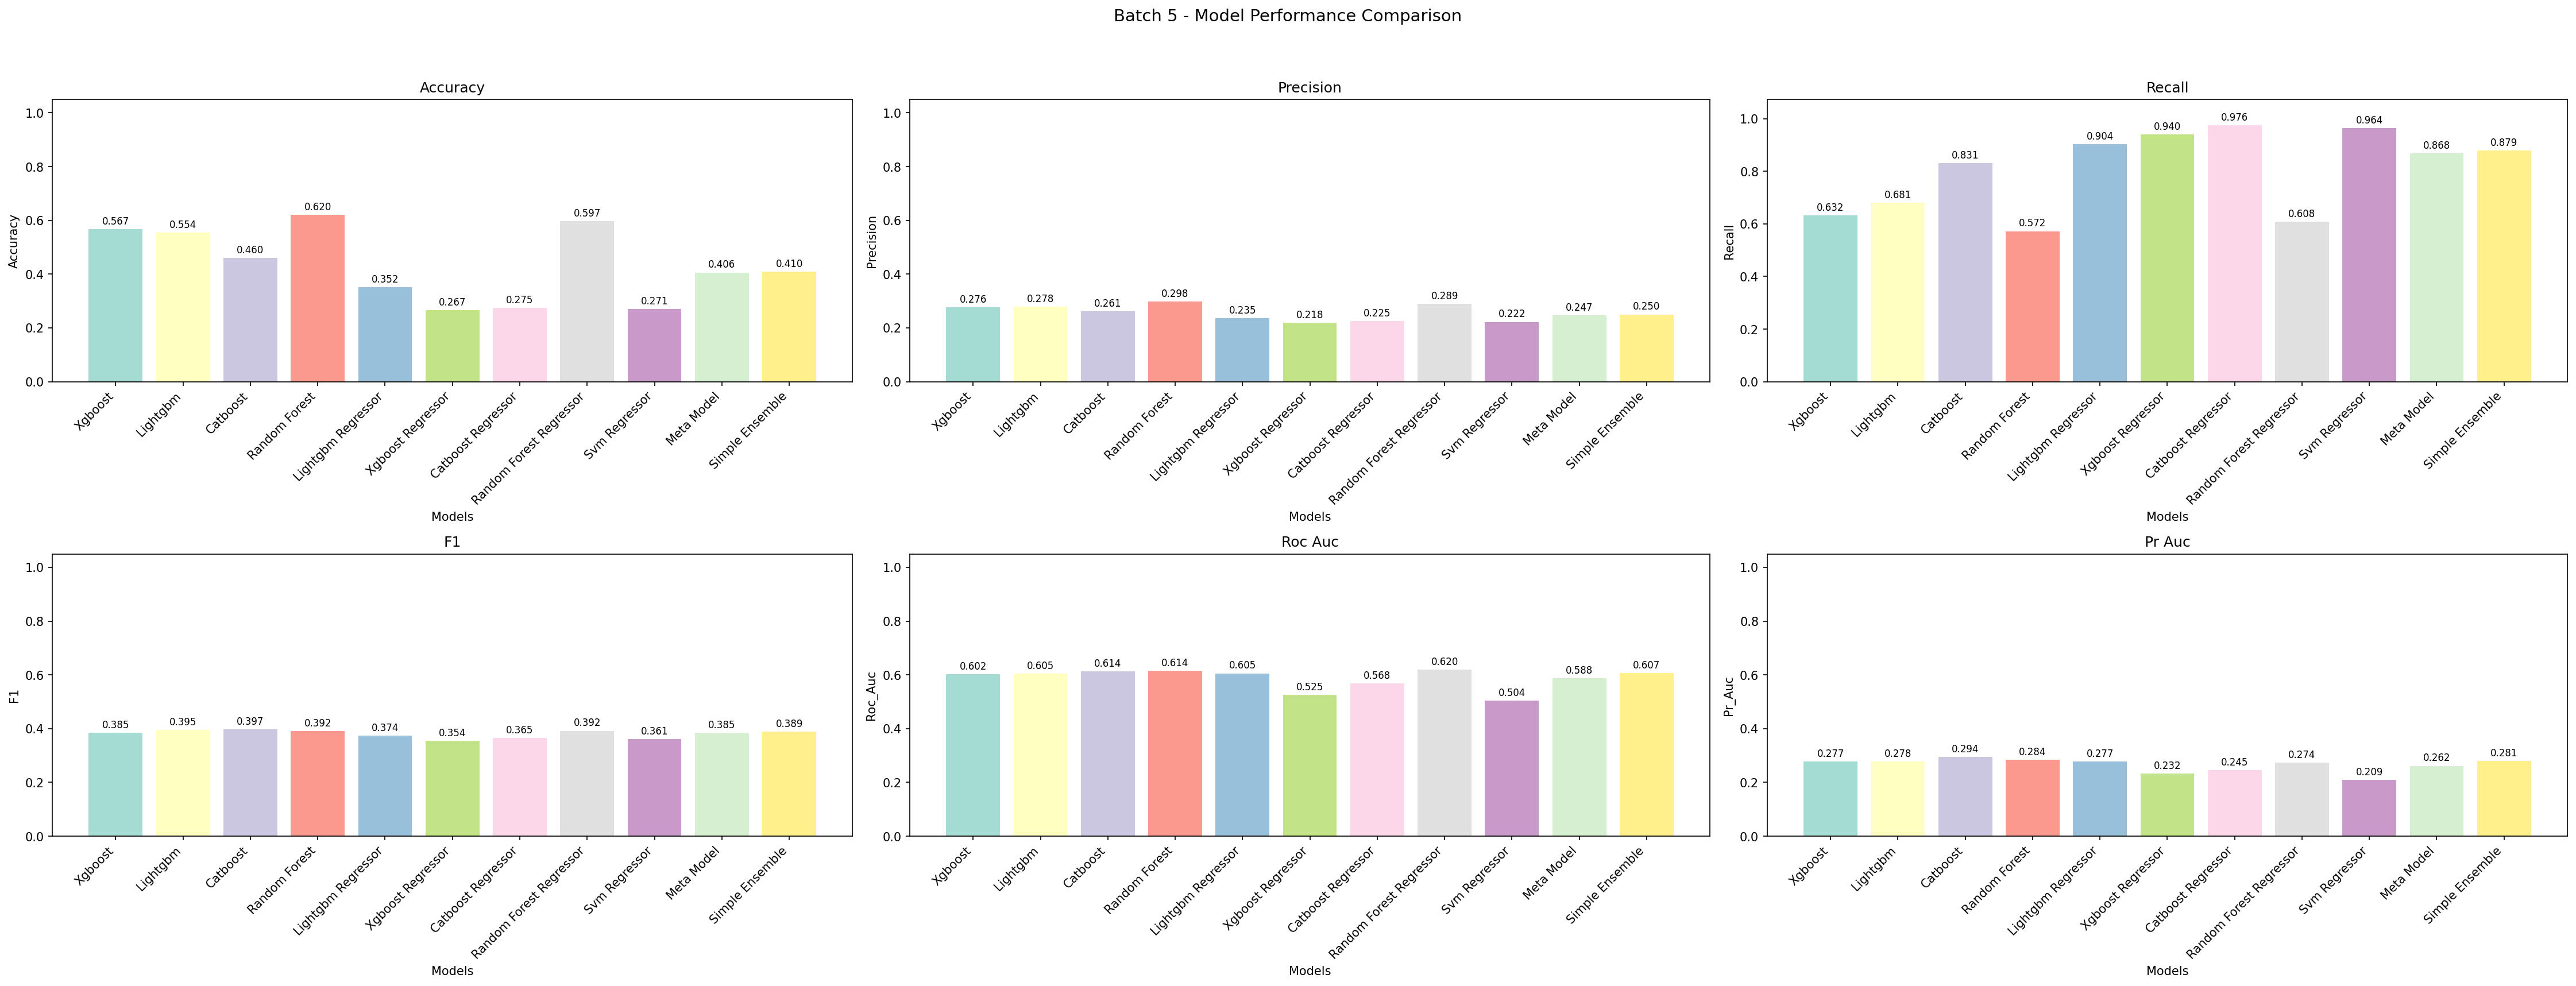 Batch 5 - Model Performance Comparison
Accuracy
Accuracy
1.0
0.8
0.6
0.4
0.2
0.0
0.567
0.554
0.460
0.620
0.352
0.267
0.275
0.597
0.271
0.406
0.410
Xgboost
Lightgbm
Catboost
Random Forest
Lightgbm Regressor
Xgboost Regressor
Catboost Regressor
Random Forest Regressor
Svm Regressor
Meta Model
Simple Ensemble
Models
Precision
Precision
1.0
0.8
0.6
0.4
0.2
0.0
0.276
0.278
0.261
0.298
0.235
0.218
0.225
0.289
0.222
0.247
0.250
Xgboost
Lightgbm
Catboost
Random Forest
Lightgbm Regressor
Xgboost Regressor
Catboost Regressor
Random Forest Regressor
Svm Regressor
Meta Model
Simple Ensemble
Models
Recall
Recall
1.0
0.8
0.6
0.4
0.2
0.0
0.632
0.681
0.831
0.572
0.904
0.940
0.976
0.608
0.964
0.868
0.879
Xgboost
Lightgbm
Catboost
Random Forest
Lightgbm Regressor
Xgboost Regressor
Catboost Regressor
Random Forest Regressor
Svm Regressor
Meta Model
Simple Ensemble
Models
F1
F1
1.0
0.8
0.6
0.4
0.2
0.0
0.385
0.395
0.397
0.392
0.374
0.354
0.365
0.392
0.361
0.385
0.389
Xgboost
Lightgbm
Catboost
Random Forest
Lightgbm Regressor
Xgboost Regressor
Catboost Regressor
Random Forest Regressor
Svm Regressor
Meta Model
Simple Ensemble
Models
Roc Auc
Roc_Auc
1.0
0.8
0.6
0.4
0.2
0.0
0.602
0.605
0.614
0.614
0.605
0.525
0.568
0.620
0.504
0.588
0.607
Xgboost
Lightgbm
Catboost
Random Forest
Lightgbm Regressor
Xgboost Regressor
Catboost Regressor
Random Forest Regressor
Svm Regressor
Meta Model
Simple Ensemble
Models
Pr Auc
Pr_Auc
1.0
0.8
0.6
0.4
0.2
0.0
0.277
0.278
0.294
0.284
0.277
0.232
0.245
0.274
0.209
0.262
0.281
Xgboost
Lightgbm
Catboost
Random Forest
Lightgbm Regressor
Xgboost Regressor
Catboost Regressor
Random Forest Regressor
Svm Regressor
Meta Model
Simple Ensemble
Models